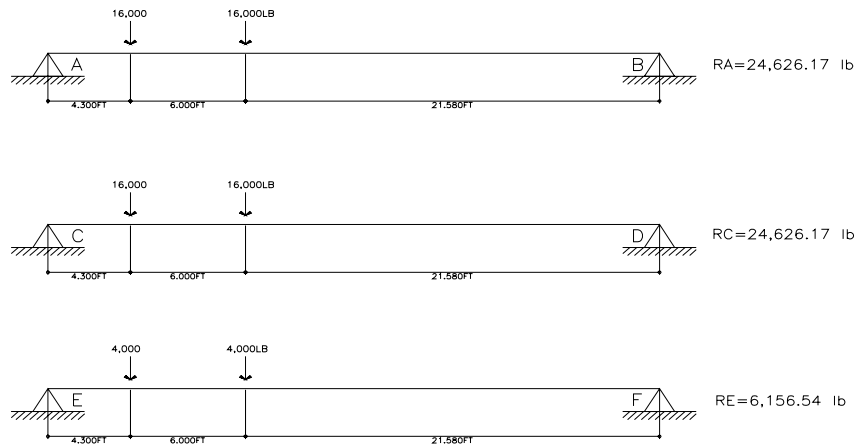 16,000 16,000LB
A B RA=24,626.17 lb
4.300FT 6.000FT 21.580FT
16,000 16,000LB
C D RC=24,626.17 lb
4.300FT 6.000FT 21.580FT
4,000 4,000LB
E F RE=6,156.54 lb
4.300FT 6.000FT 21.580FT